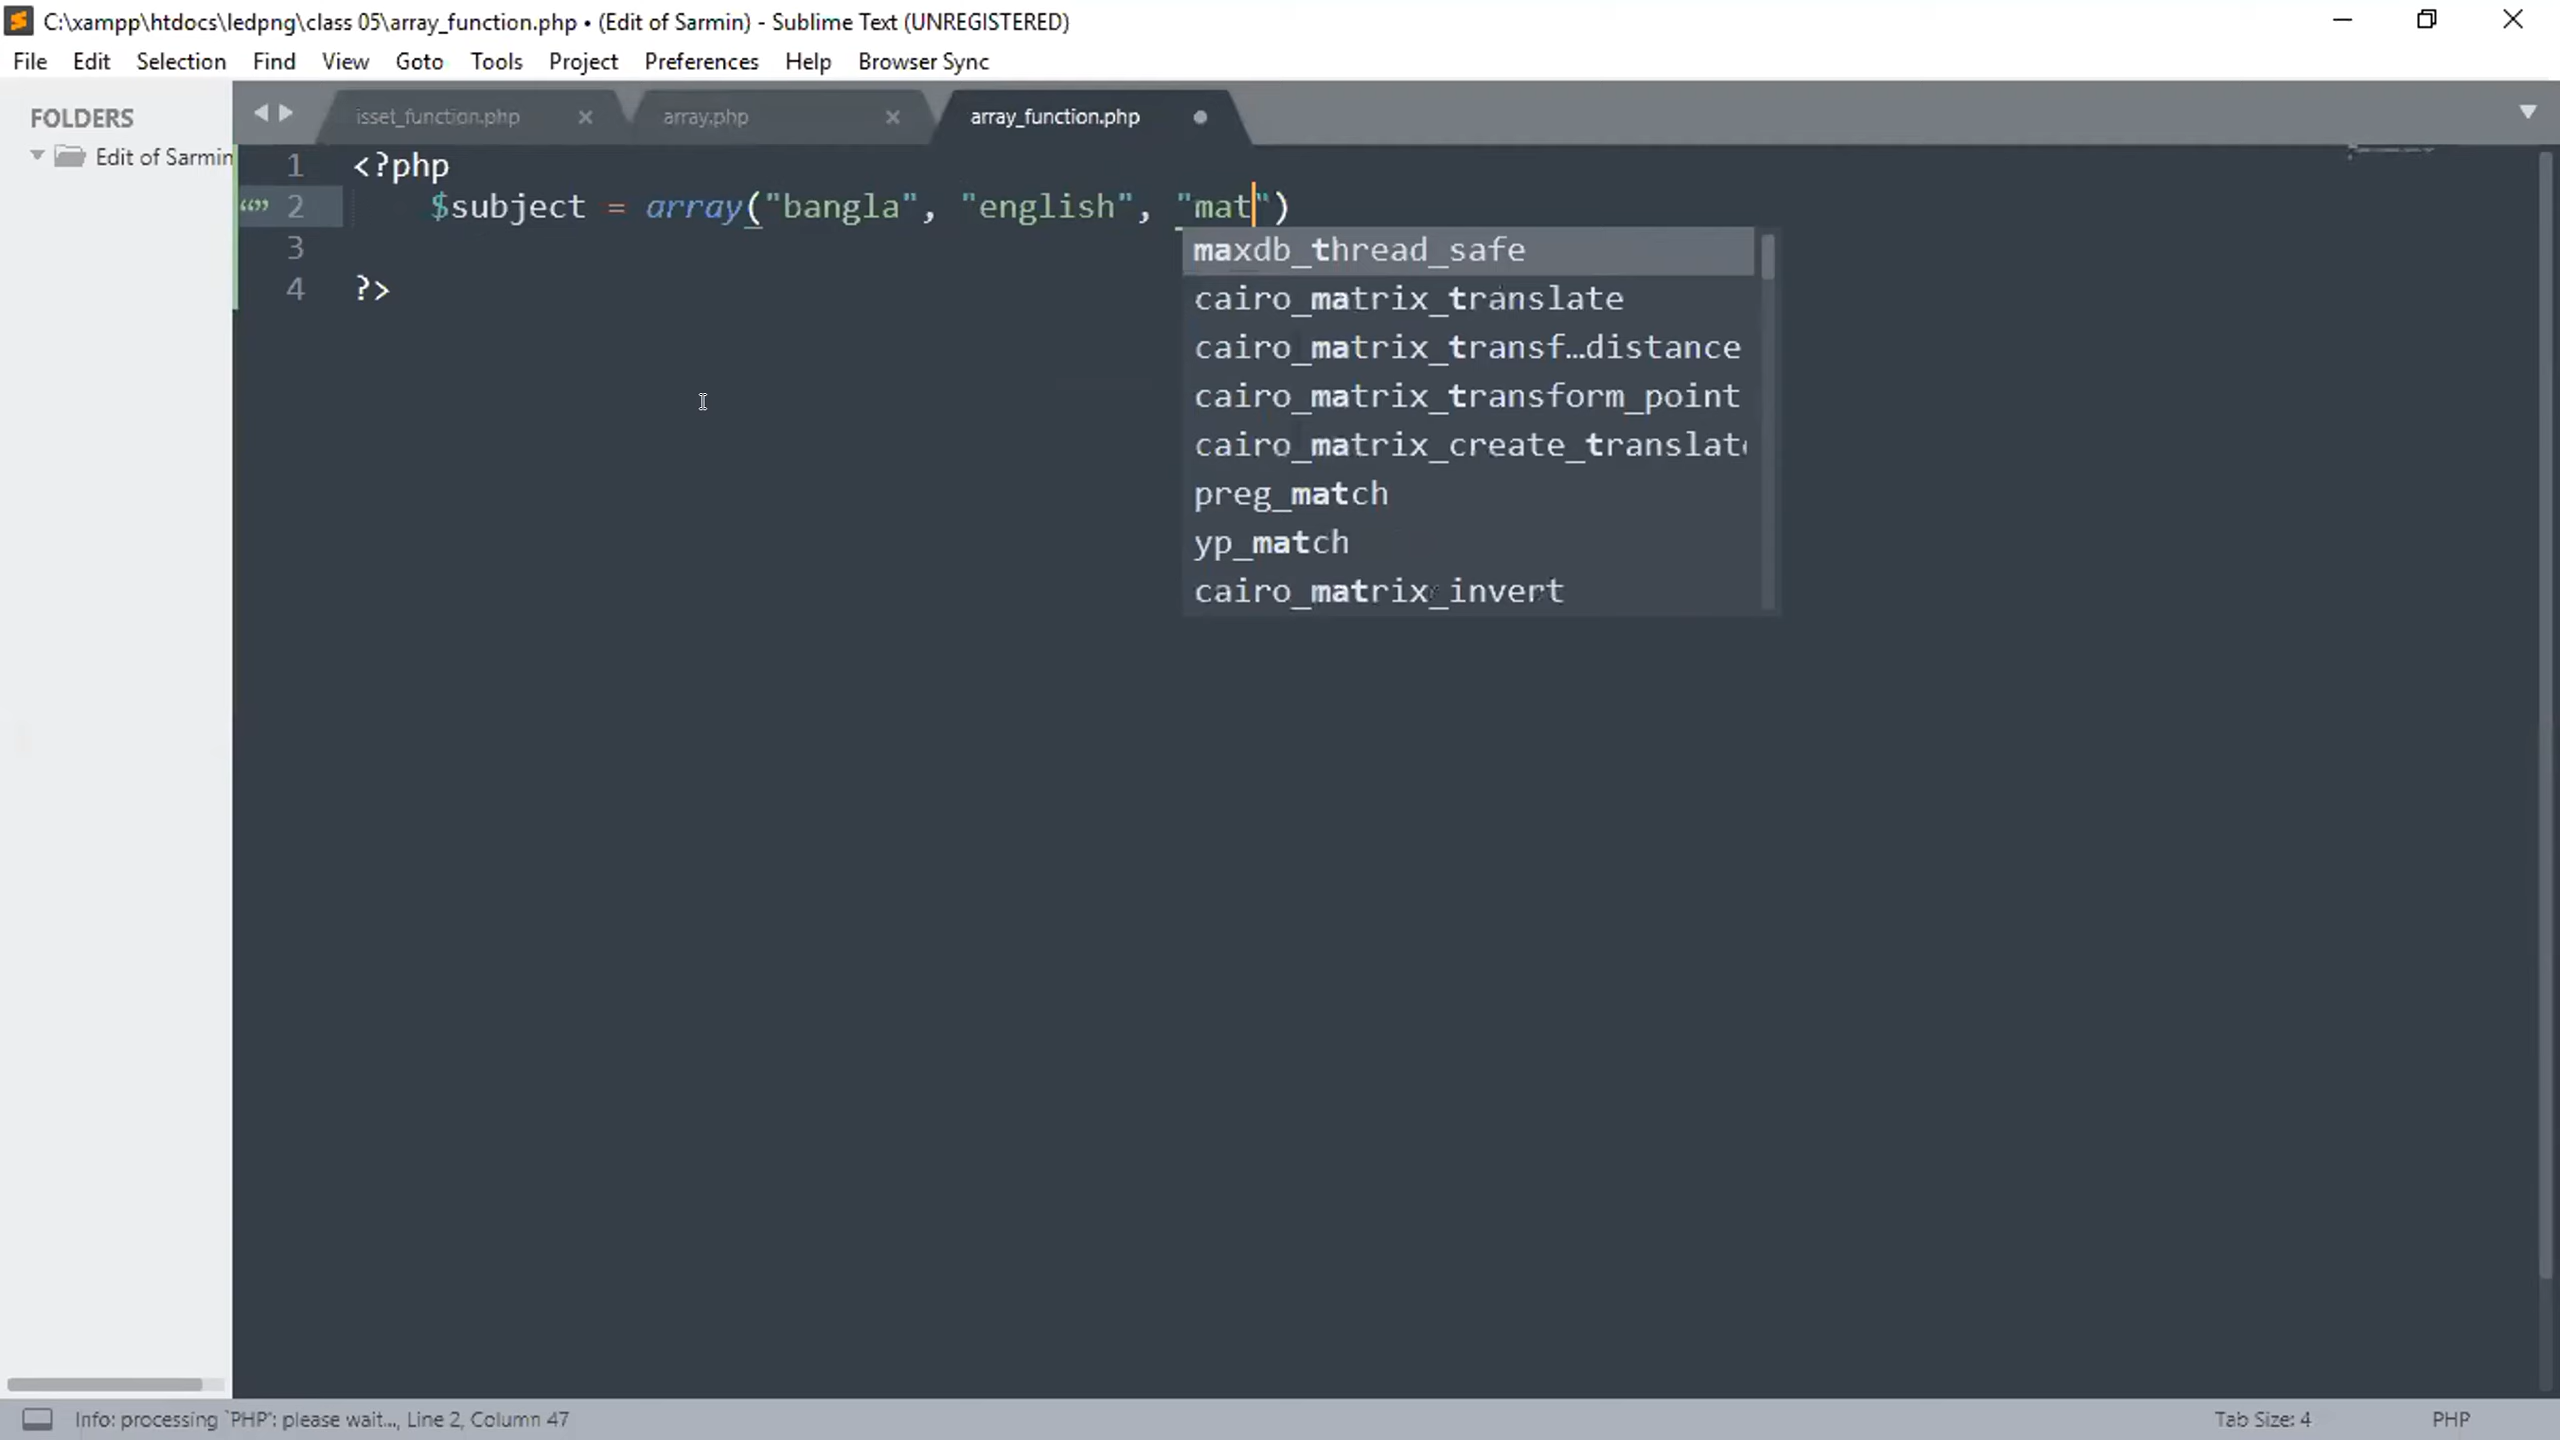 C:\xampp\htdocs\ledpng\class 05\array_function.php • (Edit of Sarmin) - Sublime Text (UNREGISTERED)
File Edit Selection Find View Goto Tools Project Preferences Help Browser Sync
FOLDERS
Edit of Sarmin
isset_function.php array.php array_function.php
1 <?php
“” 2 $subject = array("bangla", "english", "mat")
3
4 ?>
maxdb_thread_safe
cairo_matrix_translate
cairo_matrix_transf…distance
cairo_matrix_transform_point
cairo_matrix_create_translate
preg_match
yp_match
cairo_matrix_invert
Info: processing `PHP`: please wait..., Line 2, Column 47 Tab Size: 4 PHP